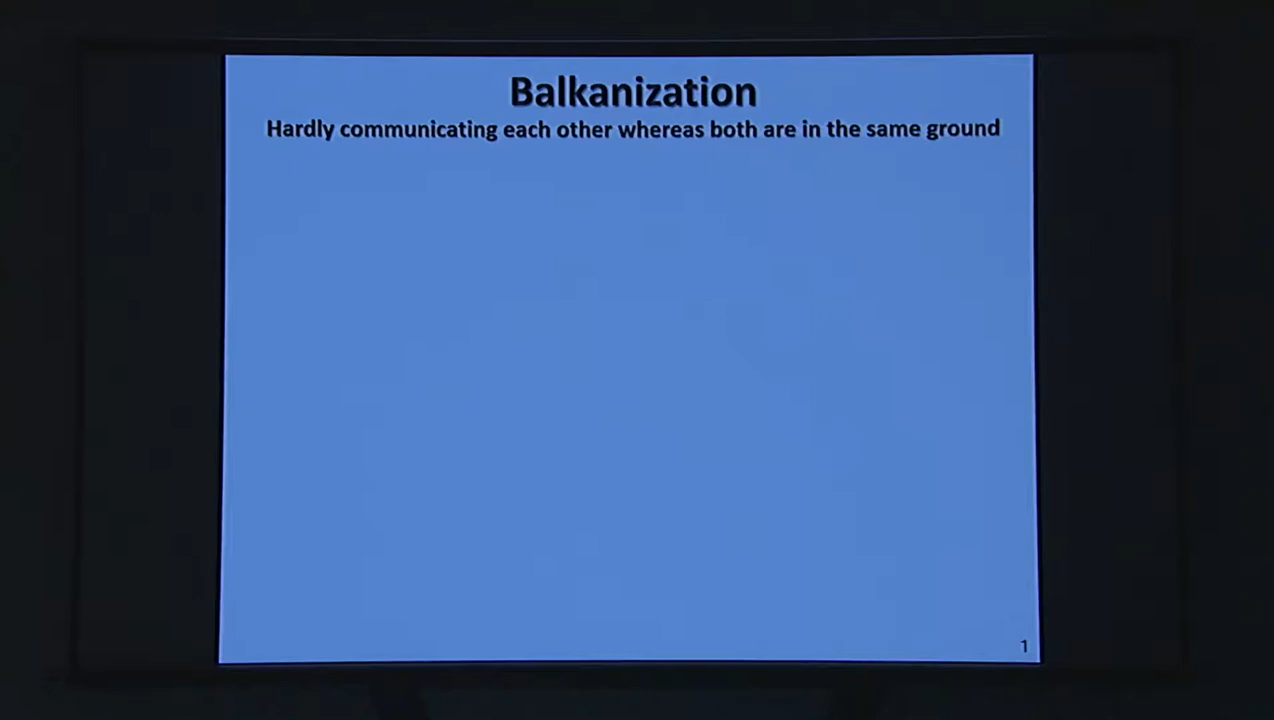 Balkanization
Hardly communicating each other whereas both are in the same ground
1